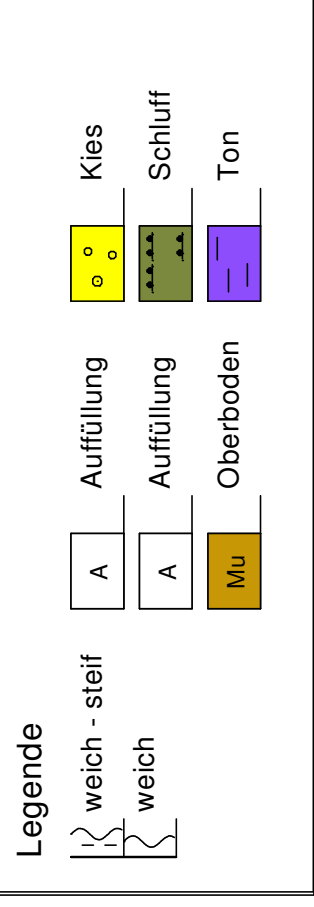 Legende
weich - steif
weich
A Auffüllung
A Auffüllung
Mu Oberboden
Kies
Schluff
Ton